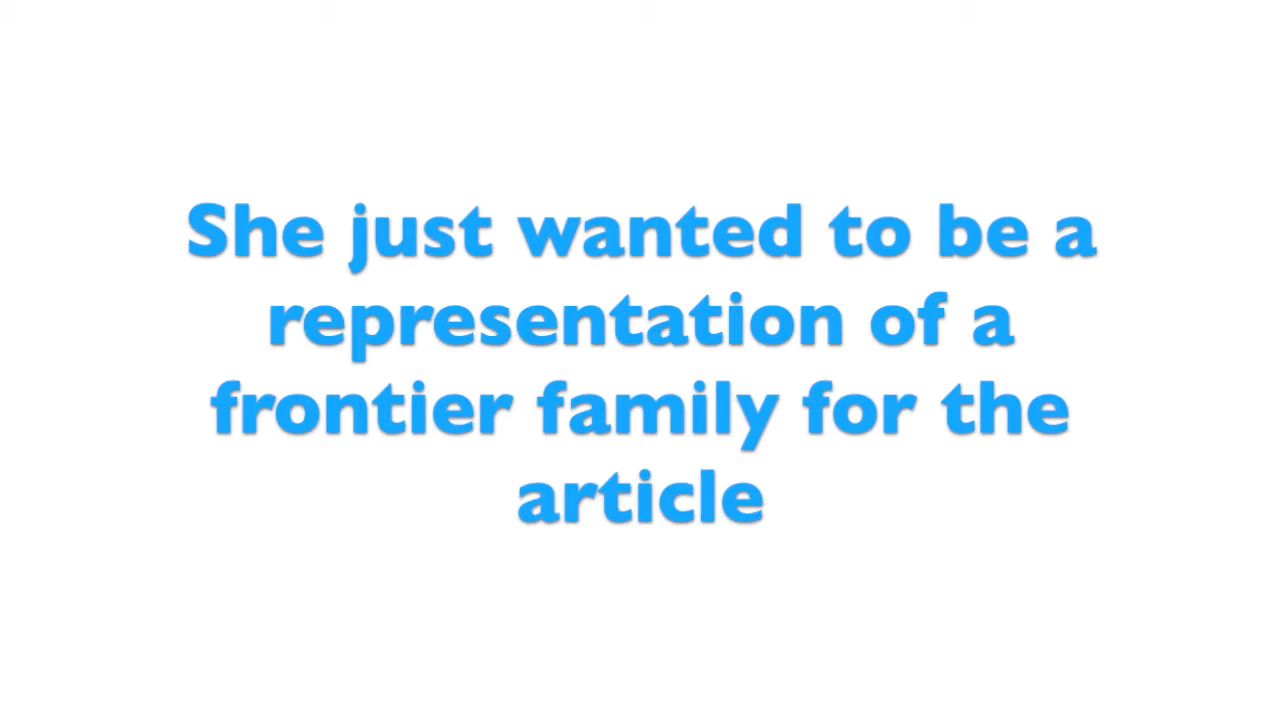 She just wanted to be a
representation of a
frontier family for the
article